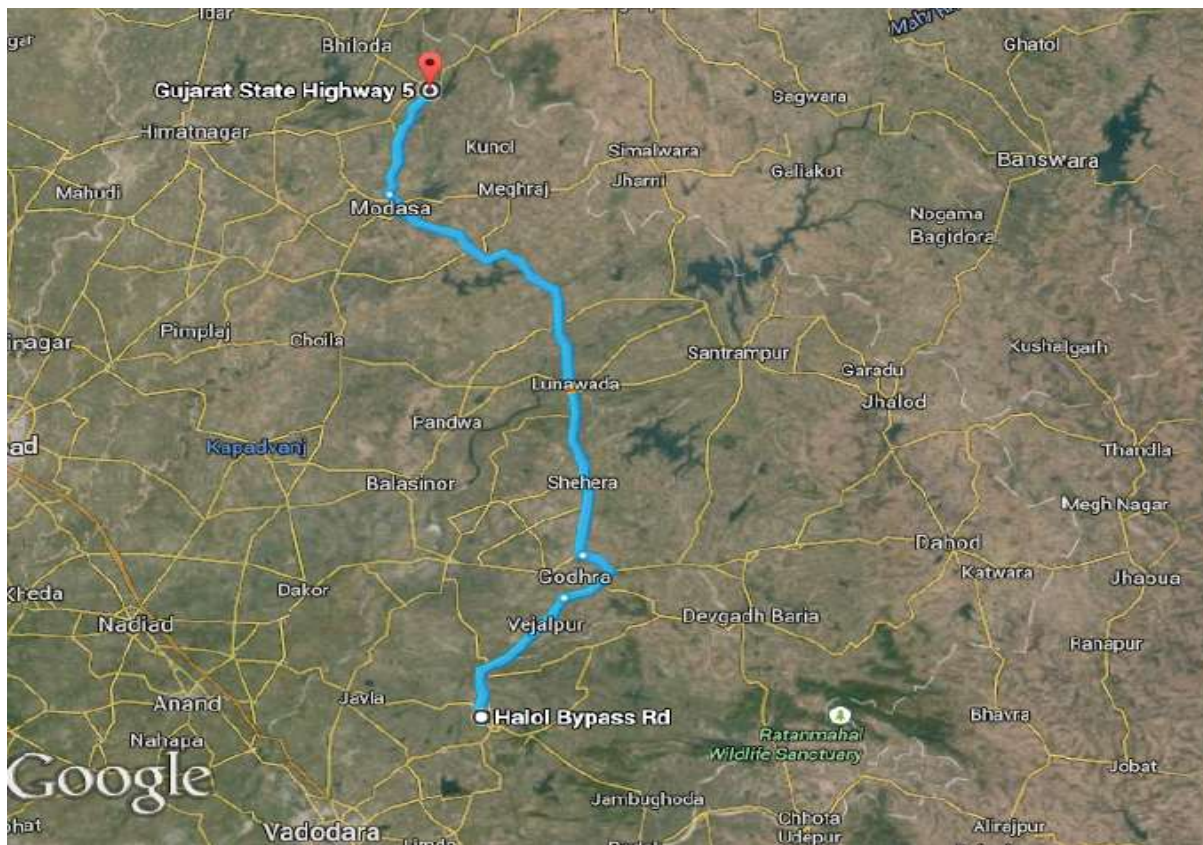 Idar
Bhiloda
Mahi
Ghatol
Gujarat State Highway 5
Sagwara
Himatnagar
Kunol
Simalwara
Banswara
Mahudi
Meghraj
Jharni
Galiakot
Modasa
Nogama
Bagidora
inagar
Pimplaj
Choila
Santrampur
Kushalgarh
Lunawada
Garadu
Jhalod
Pandwa
ad
Kapadvanj
Thandla
Balasinor
Shehera
Megh Nagar
Dahod
Godhra
Katwara
Jhabua
Kheda
Dakor
Devgadh Baria
Nadiad
Vejalpur
Ranapur
Anand
Javla
Halol Bypass Rd
Bhavra
Nahapa
Ratanmahal
Wildlife Sanctuary
Jobat
Google
Jambughoda
Vadodara
Chhota
Udepur
Alirajpur